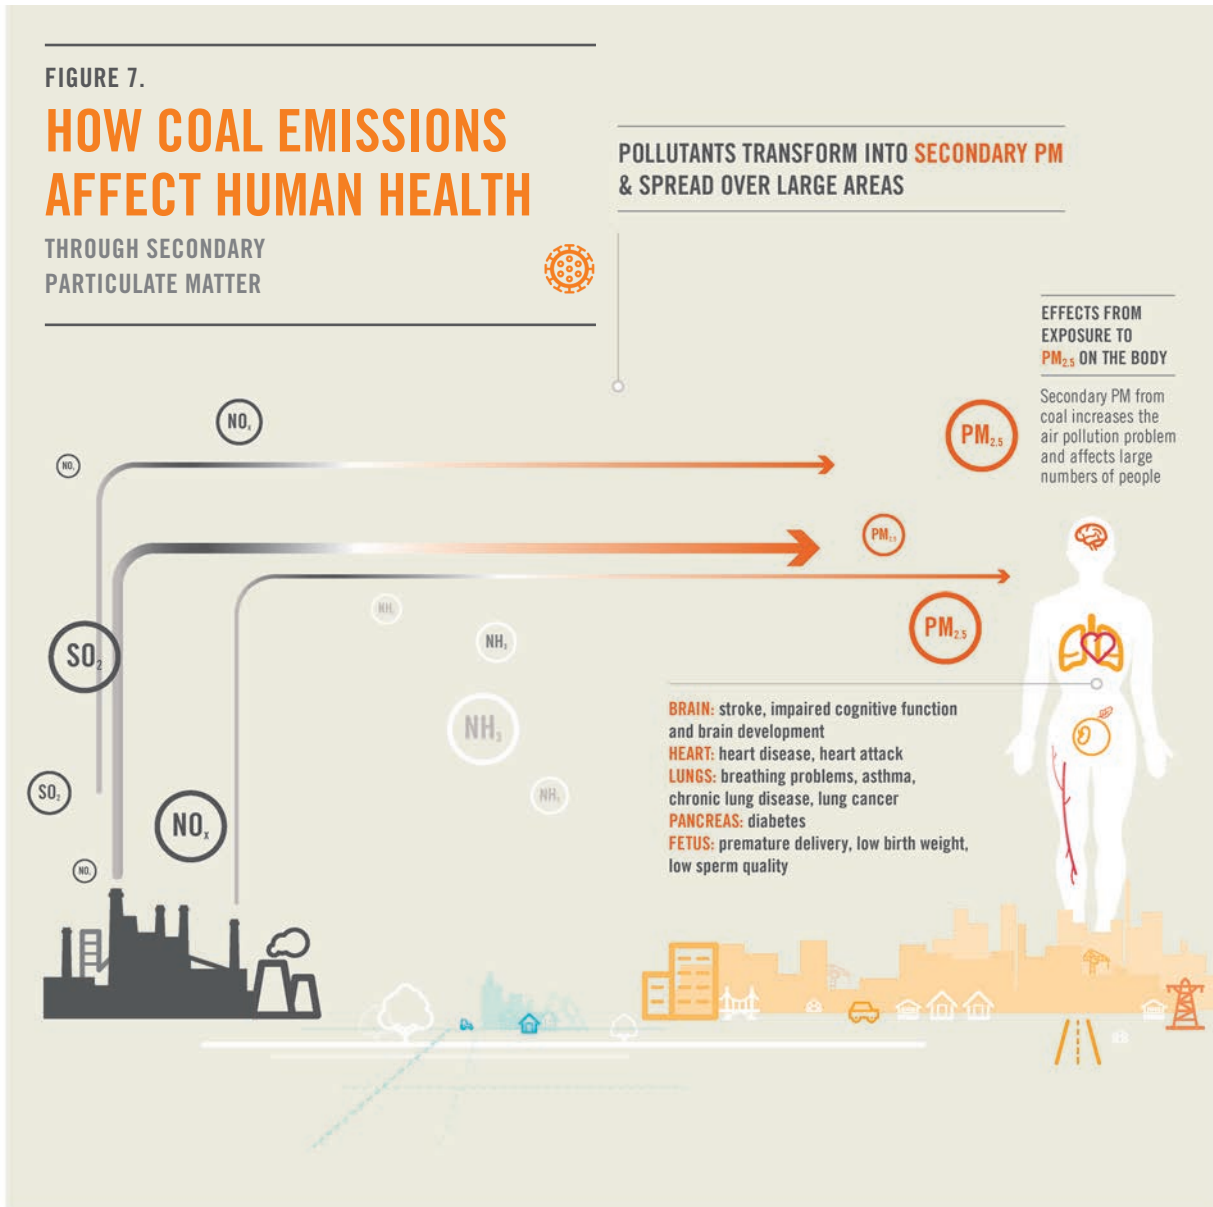 FIGURE 7.
HOW COAL EMISSIONS
AFFECT HUMAN HEALTH
THROUGH SECONDARY
PARTICULATE MATTER
POLLUTANTS TRANSFORM INTO SECONDARY PM
& SPREAD OVER LARGE AREAS
EFFECTS FROM
EXPOSURE TO
PM2.5 ON THE BODY
Secondary PM from
coal increases the
air pollution problem
and affects large
numbers of people
NOx
NOx
PM2.5
PM2.5
NH3
PM2.5
NH3
SO2
NH3
BRAIN: stroke, impaired cognitive function
and brain development
HEART: heart disease, heart attack
LUNGS: breathing problems, asthma,
chronic lung disease, lung cancer
PANCREAS: diabetes
FETUS: premature delivery, low birth weight,
low sperm quality
SO2
NH3
NOx
NOx